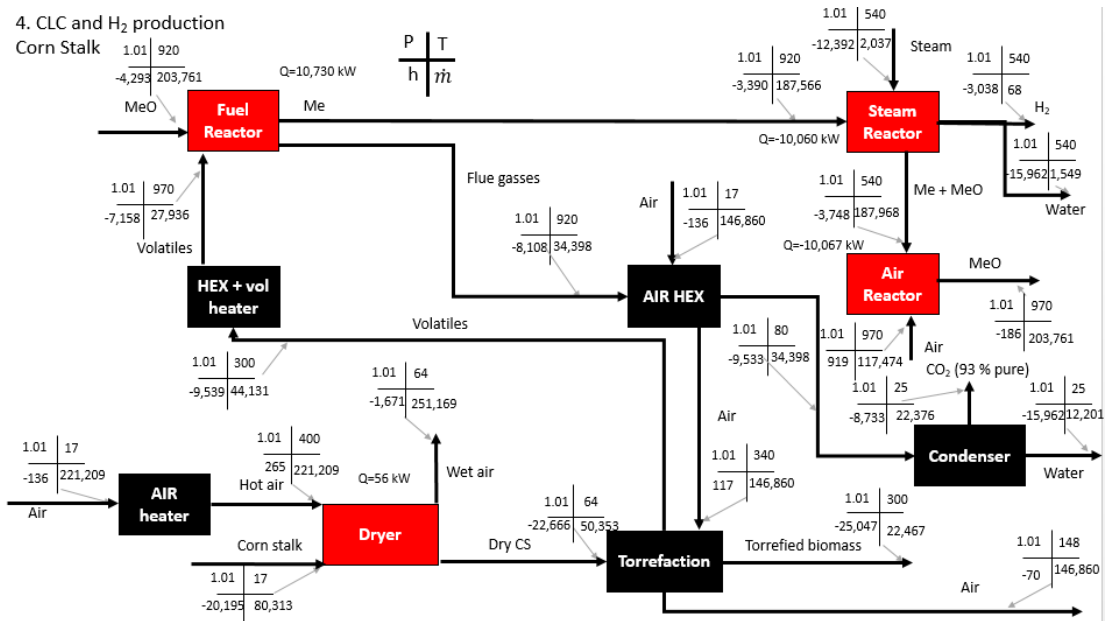 4. CLC and H₂ production
Corn Stalk
P T
h ṁ
1.01 920
-4,293 203,761
MeO
Q=10,730 kW
Fuel
Reactor
Me
1.01 920
-3,390 187,566
1.01 540
-12,392 2,037
Steam
1.01 540
-3,038 68
H₂
Steam
Reactor
Q=-10,060 kW
1.01 540
-15,962 1,549
Water
1.01 970
-7,158 27,936
Volatiles
Flue gasses
1.01 920
-8,108 34,398
Air
1.01 17
-136 146,860
1.01 540
-3,748 187,968
Me + MeO
Q=-10,067 kW
HEX + vol
heater
AIR HEX
Air
Reactor
MeO
1.01 970
-186 203,761
Volatiles
1.01 300
-9,539 44,131
1.01 80
-9,533 34,398
1.01 970
919 117,474
Air
CO₂ (93 % pure)
1.01 25
-8,733 22,376
1.01 25
-15,962 12,201
1.01 64
-1,671 251,169
Wet air
Air
Condenser
Water
1.01 17
-136 221,209
Air
AIR
heater
1.01 400
265 221,209
Hot air
Q=56 kW
Dryer
1.01 340
117 146,860
Corn stalk
1.01 17
-20,195 80,313
Dry CS
1.01 64
-22,666 50,353
Torrefaction
Torrefied biomass
1.01 300
-25,047 22,467
Air
1.01 148
-70 146,860